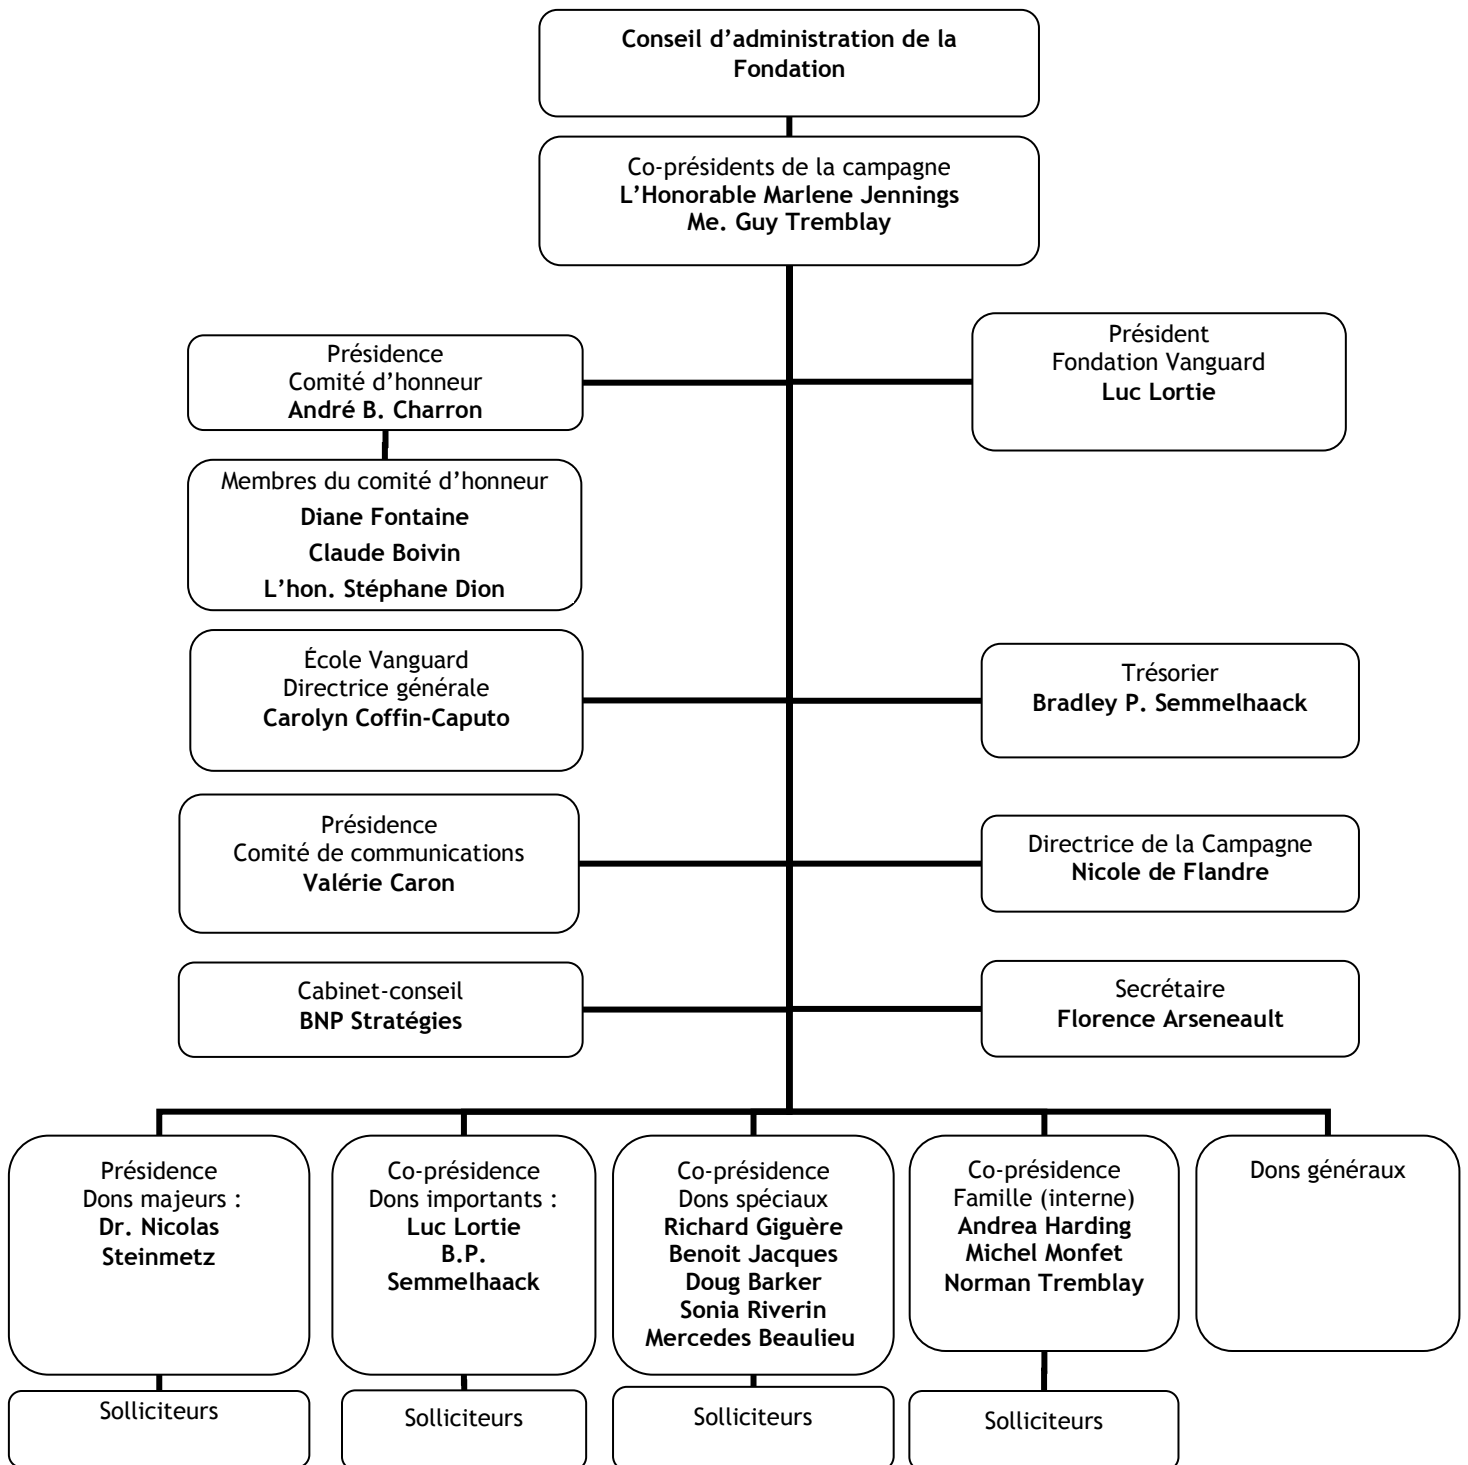 Conseil d’administration de la
Fondation
Co-présidents de la campagne
L’Honorable Marlene Jennings
Me. Guy Tremblay
Présidence
Comité d’honneur
André B. Charron
Président
Fondation Vanguard
Luc Lortie
Membres du comité d’honneur
Diane Fontaine
Claude Boivin
L’hon. Stéphane Dion
École Vanguard
Directrice générale
Carolyn Coffin-Caputo
Trésorier
Bradley P. Semmelhaack
Présidence
Comité de communications
Valérie Caron
Directrice de la Campagne
Nicole de Flandre
Cabinet-conseil
BNP Stratégies
Secrétaire
Florence Arseneault
Présidence
Dons majeurs :
Dr. Nicolas
Steinmetz
Co-présidence
Dons importants :
Luc Lortie
B.P.
Semmelhaack
Co-présidence
Dons spéciaux
Richard Giguère
Benoit Jacques
Doug Barker
Sonia Riverin
Mercedes Beaulieu
Co-présidence
Famille (interne)
Andrea Harding
Michel Monfet
Norman Tremblay
Dons généraux
Solliciteurs
Solliciteurs
Solliciteurs
Solliciteurs